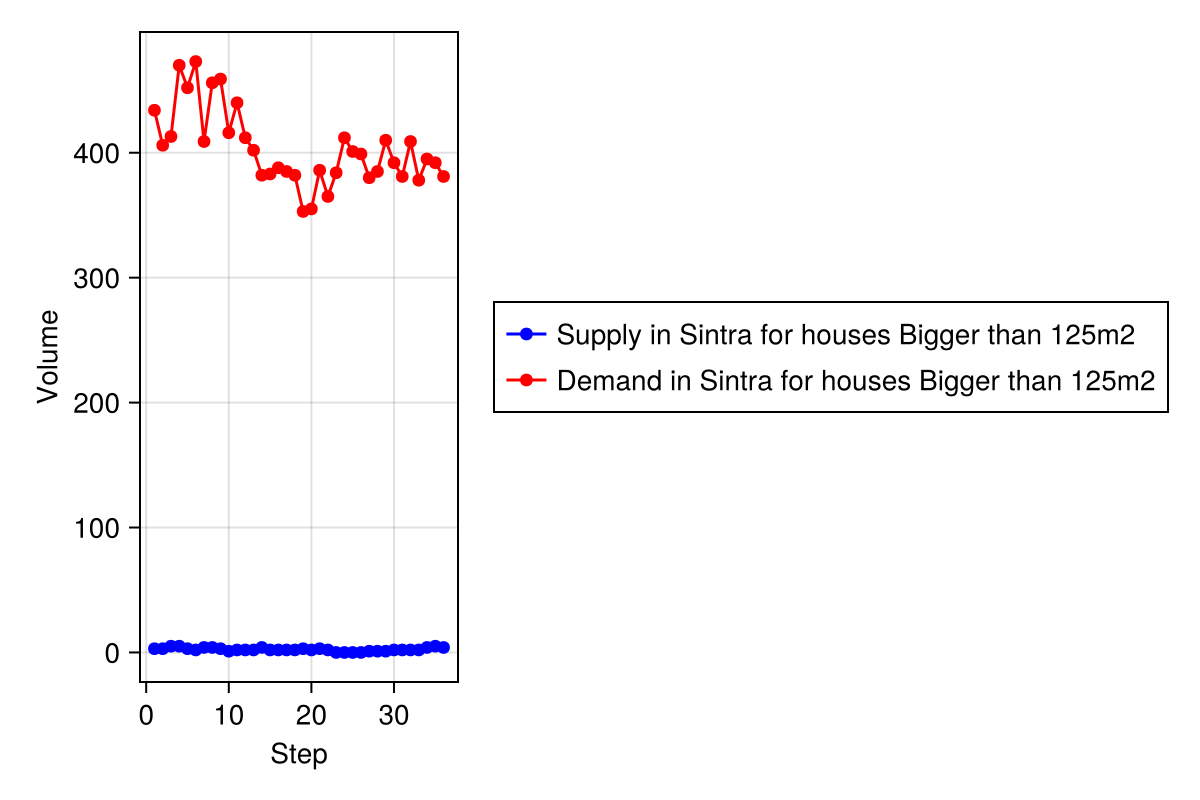 Volume
400
300
200
100
0
0 10 20 30
Step
Supply in Sintra for houses Bigger than 125m2
Demand in Sintra for houses Bigger than 125m2